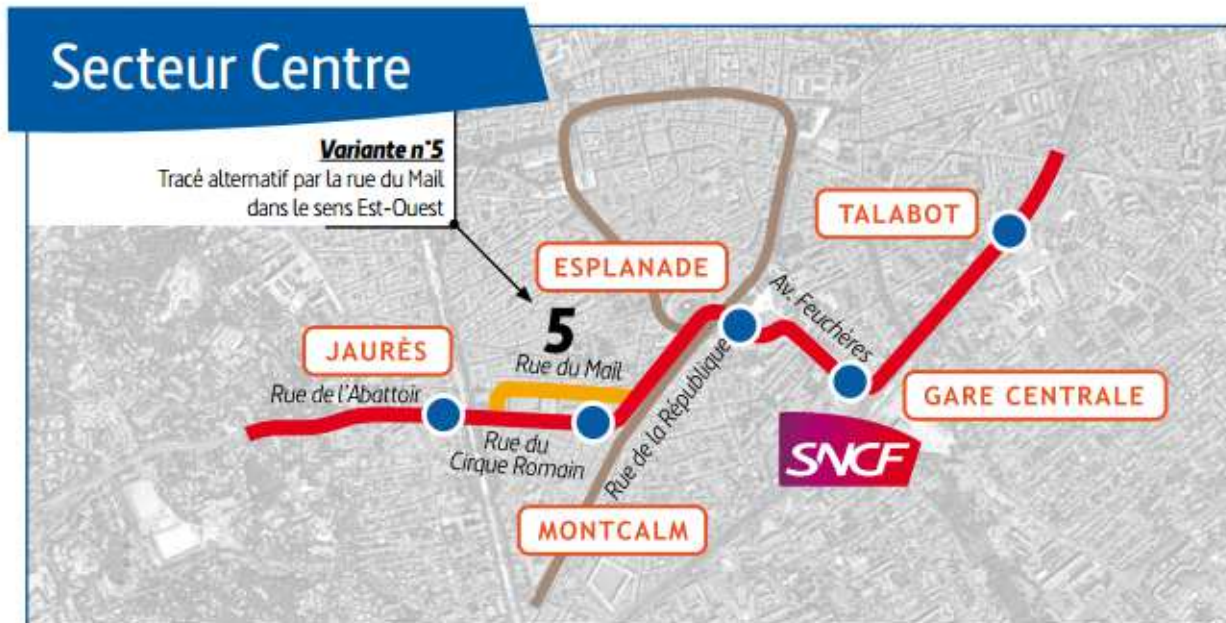 Secteur Centre
Variante n°5
Tracé alternatif par la rue du Mail
dans le sens Est-Ouest
TALABOT
ESPLANADE
Av. Feuchères
5
JAURÈS
Rue du Mail
Rue de l'Abattoir
Rue de la République
GARE CENTRALE
Rue du
Cirque Romain
SNCF
MONTCALM